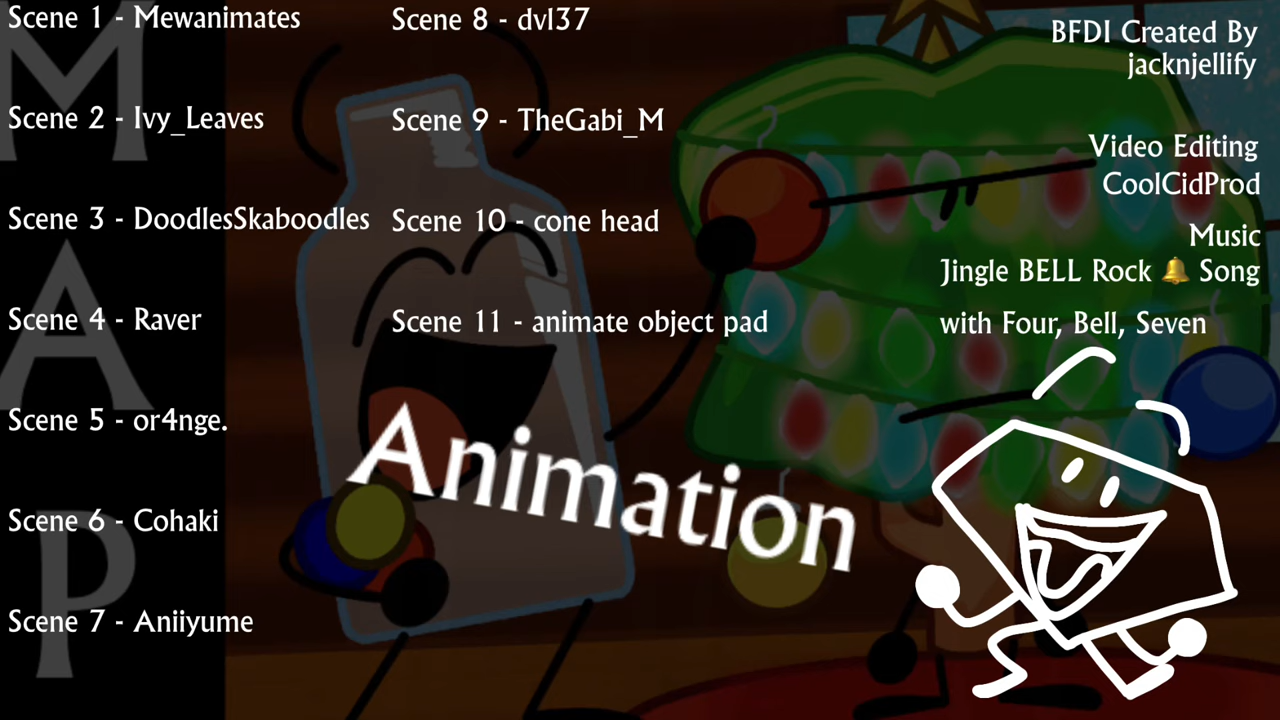 MAP
Scene 1 - Mewanimates
Scene 2 - Ivy_Leaves
Scene 3 - DoodlesSkaboodles
Scene 4 - Raver
Scene 5 - or4nge.
Scene 6 - Cohaki
Scene 7 - Aniiyume
Scene 8 - dvl37
Scene 9 - TheGabi_M
Scene 10 - cone head
Scene 11 - animate object pad
Animation
BFDI Created By
jacknjellify
Video Editing
CoolCidProd
Music
Jingle BELL Rock 🔔 Song
with Four, Bell, Seven